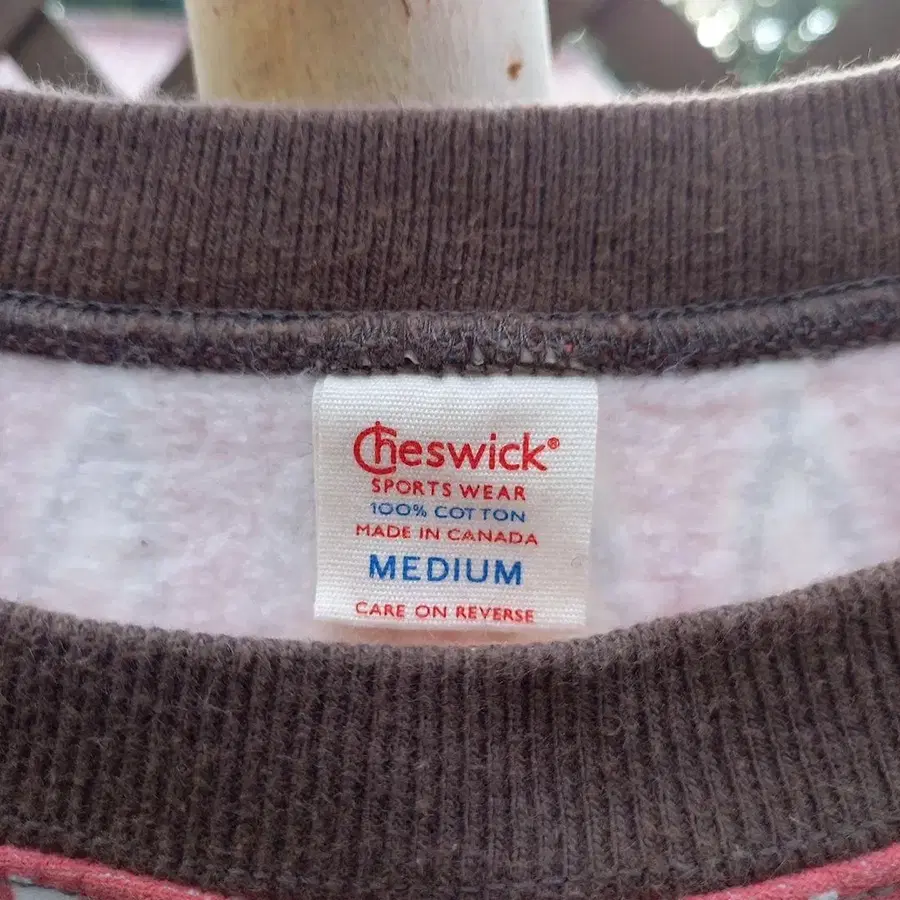 Cheswick®
SPORTS WEAR
100% COTTON
MADE IN CANADA
MEDIUM
CARE ON REVERSE